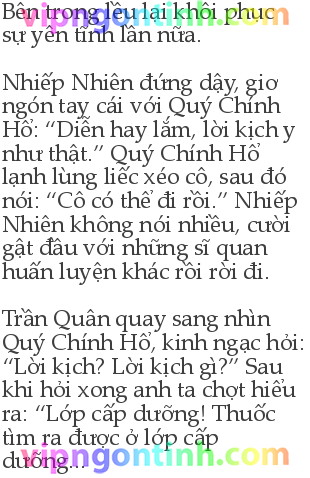 Bên trong lều lại khôi phục
vipngontinh.com
sự yên tĩnh lần nữa.
Nhiếp Nhiên đứng dậy, giơ
ngón tay cái với Quý Chính
Hổ: “Diễn hay lắm, lời kịch y
như thật.” Quý Chính Hổ
lạnh lùng liếc xéo cô, sau đó
nói: “Cô có thể đi rồi.” Nhiếp
Nhiên không nói nhiều, cười
gật đầu với những sĩ quan
huấn luyện khác rồi rời đi.
Trần Quân quay sang nhìn
Quý Chính Hổ, kinh ngạc hỏi:
“Lời kịch? Lời kịch gì?” Sau
khi hỏi xong anh ta chợt hiểu
ra: “Lớp cấp dưỡng! Thuốc
tìm ra được ở lớp cấp
dưỡng...
vipngontinh.com